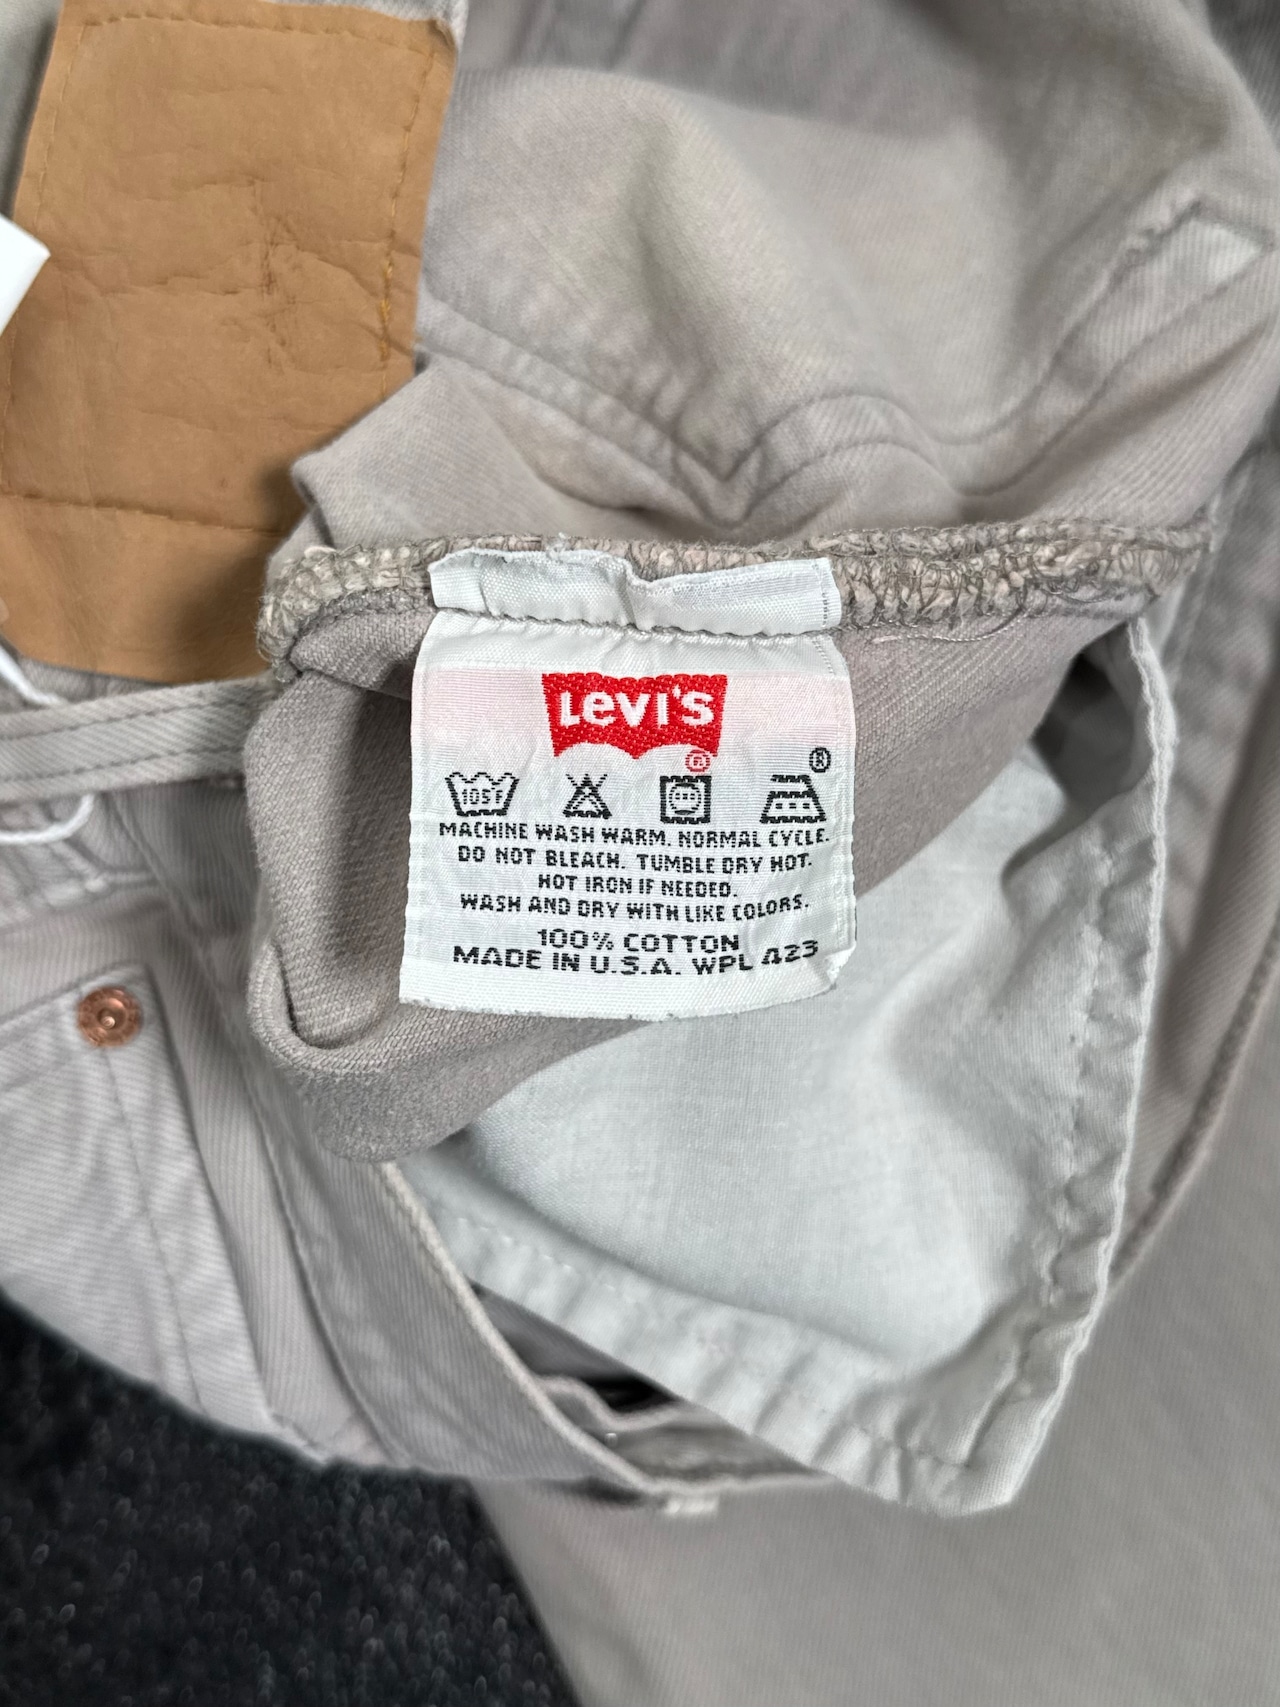 Levi's
®
®
105F
MACHINE WASH WARM. NORMAL CYCLE.
DO NOT BLEACH. TUMBLE DRY HOT.
HOT IRON IF NEEDED.
WASH AND DRY WITH LIKE COLORS.
100% COTTON
MADE IN U.S.A. WPL 423